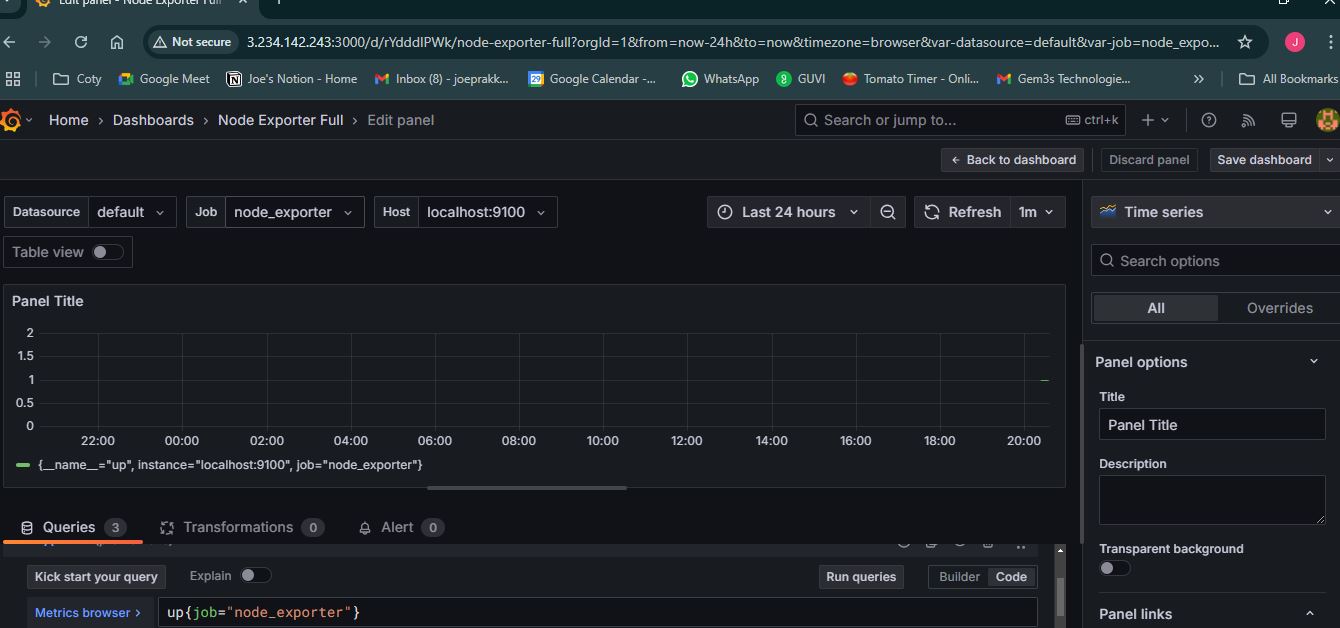 Edit panel - Node Exporter Full
Not secure 3.234.142.243:3000/d/rYdddlPWk/node-exporter-full?orgId=1&from=now-24h&to=now&timezone=browser&var-datasource=default&var-job=node_expo... J
Coty Google Meet Joe's Notion - Home Inbox (8) - joeprakk... Google Calendar -... WhatsApp GUVI Tomato Timer - Onli... Gem3s Technologie... » All Bookmarks
Home › Dashboards › Node Exporter Full › Edit panel Search or jump to... ctrl+k
← Back to dashboard Discard panel Save dashboard
Datasource default Job node_exporter Host localhost:9100 Last 24 hours Refresh 1m Time series
Table view Search options
Panel Title All Overrides
2
1.5
1
0.5
0
22:00 00:00 02:00 04:00 06:00 08:00 10:00 12:00 14:00 16:00 18:00 20:00
{__name__="up", instance="localhost:9100", job="node_exporter"}
Panel options
Title
Panel Title
Description
Queries 3 Transformations 0 Alert 0
Transparent background
Kick start your query Explain Run queries Builder Code
Metrics browser > up{job="node_exporter"}
Panel links